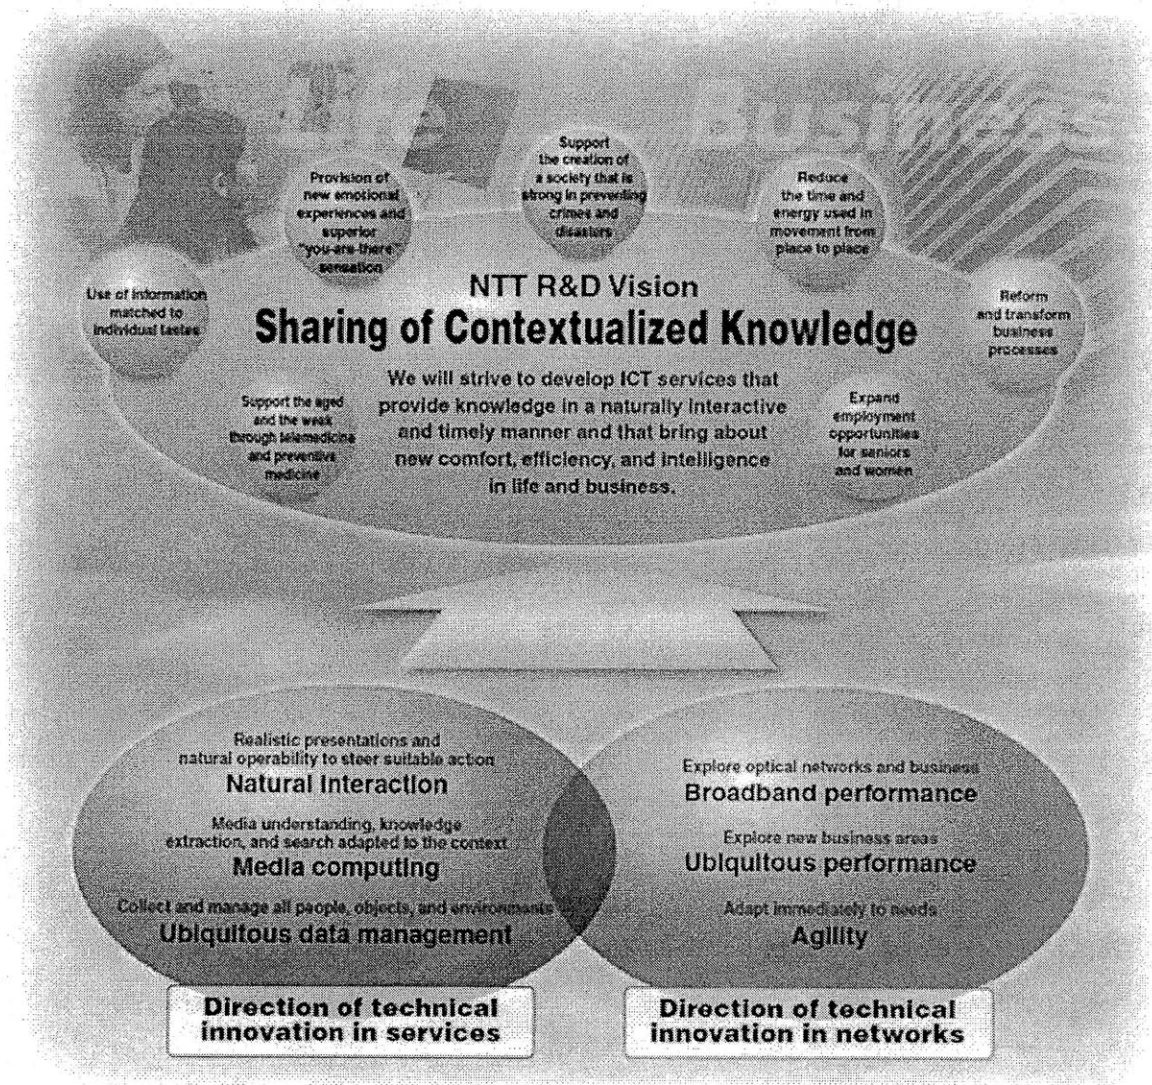 Life
Business
Support
the creation of
a society that is
strong in preventing
crimes and
disasters
Provision of
new emotional
experiences and
superior
"you-are-there"
sensation
Reduce
the time and
energy used in
movement from
place to place
Use of information
matched to
individual tastes
Reform
and transform
business
processes
NTT R&D Vision
Sharing of Contextualized Knowledge
We will strive to develop ICT services that
provide knowledge in a naturally interactive
and timely manner and that bring about
new comfort, efficiency, and intelligence
in life and business.
Support the aged
and the weak
through telemedicine
and preventive
medicine
Expand
employment
opportunities
for seniors
and women
Realistic presentations and
natural operability to steer suitable action
Natural Interaction
Media understanding, knowledge
extraction, and search adapted to the context
Media computing
Collect and manage all people, objects, and environments
Ubiquitous data management
Direction of technical
innovation in services
Explore optical networks and business
Broadband performance
Explore new business areas
Ubiquitous performance
Adapt immediately to needs
Agility
Direction of technical
innovation in networks